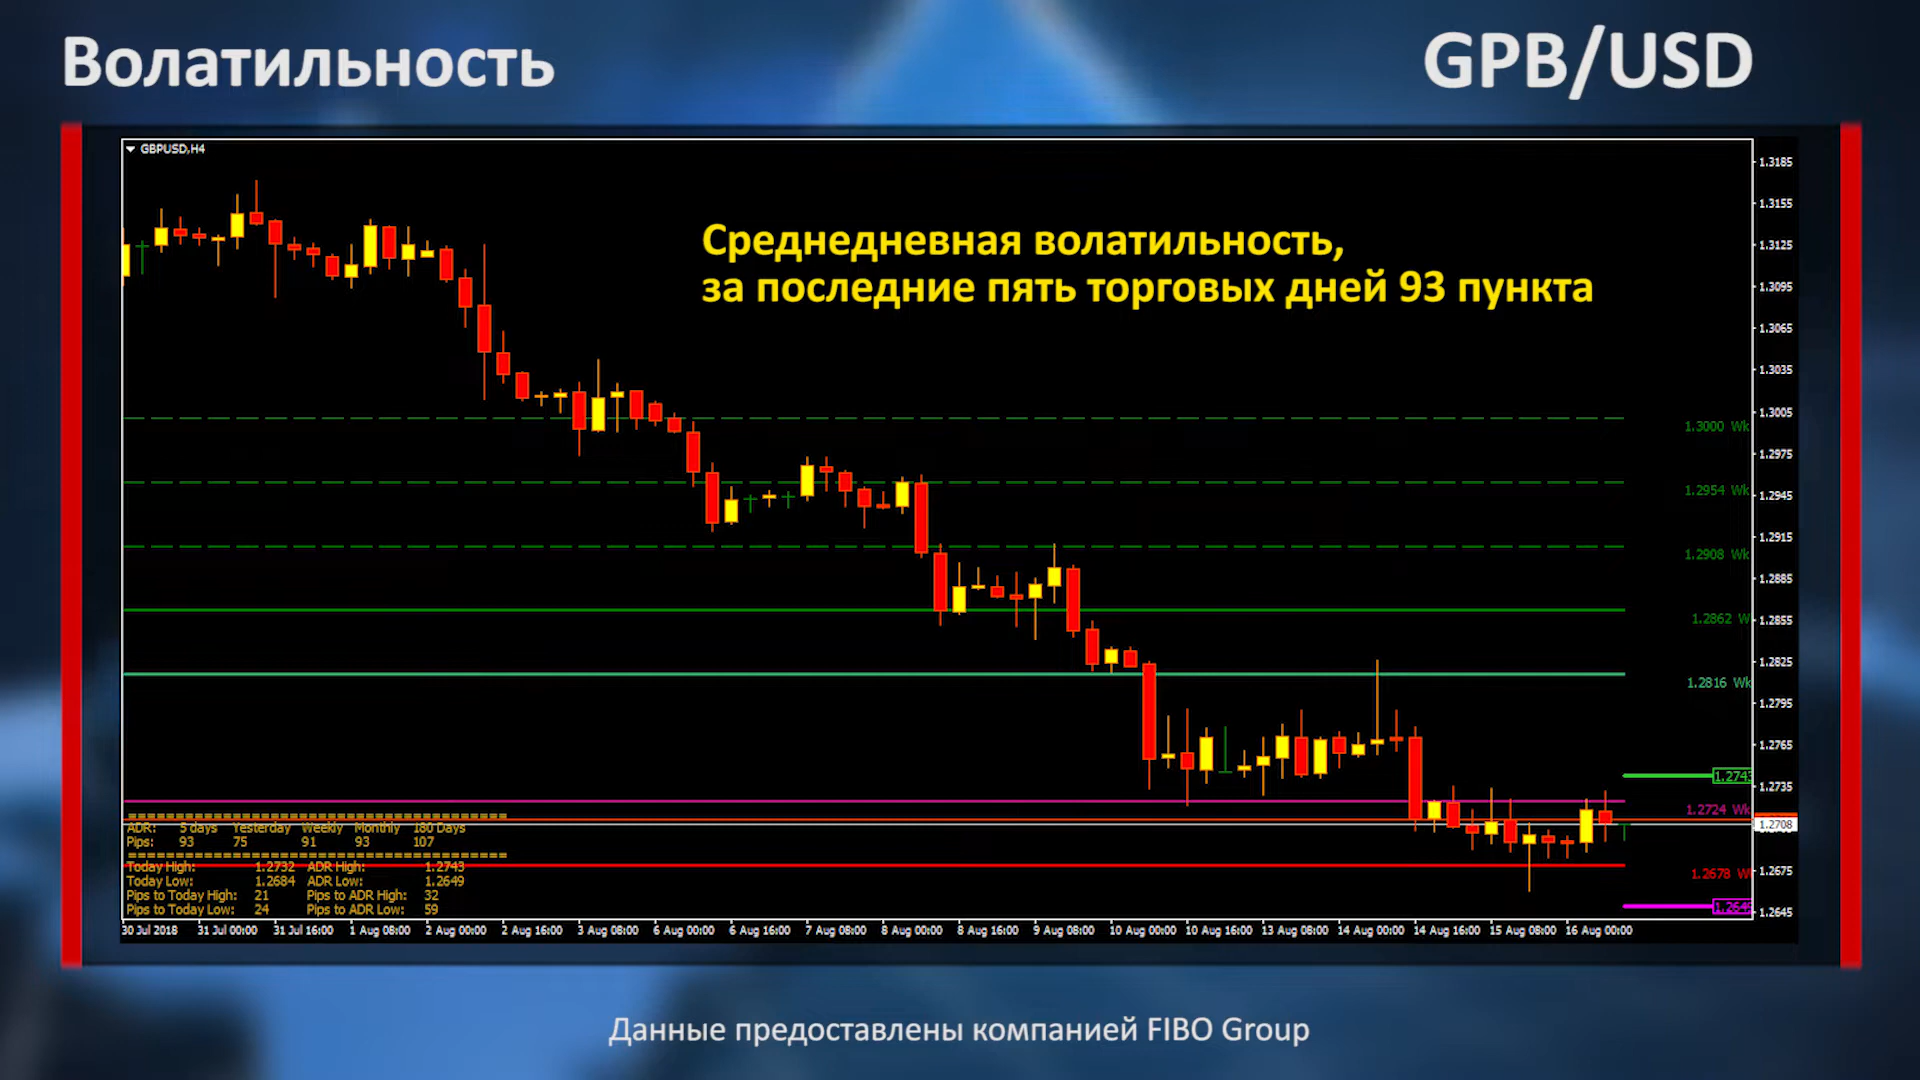 Волатильность
GPB/USD
GBPUSD,H4
Среднедневная волатильность,
за последние пять торговых дней 93 пункта
1.3185
1.3155
1.3125
1.3095
1.3065
1.3035
1.3005
1.3000 Wk
1.2975
1.2954 Wk
1.2945
1.2915
1.2908 Wk
1.2885
1.2862 W
1.2855
1.2825
1.2816 Wk
1.2795
1.2765
1.2743
1.2735
1.2724 Wk
1.2708
1.2678 W
1.2675
1.2649
1.2645
ADR: 5 days Yesterday Weekly Monthly 180 Days
Pips: 93 75 91 93 107
Today High: 1.2732 ADR High: 1.2743
Today Low: 1.2684 ADR Low: 1.2649
Pips to Today High: 21 Pips to ADR High: 32
Pips to Today Low: 24 Pips to ADR Low: 59
30 Jul 2018 31 Jul 00:00 31 Jul 16:00 1 Aug 08:00 2 Aug 00:00 2 Aug 16:00 3 Aug 08:00 6 Aug 00:00 6 Aug 16:00 7 Aug 08:00 8 Aug 00:00 8 Aug 16:00 9 Aug 08:00 10 Aug 00:00 10 Aug 16:00 13 Aug 08:00 14 Aug 00:00 14 Aug 16:00 15 Aug 08:00 16 Aug 00:00
Данные предоставлены компанией FIBO Group